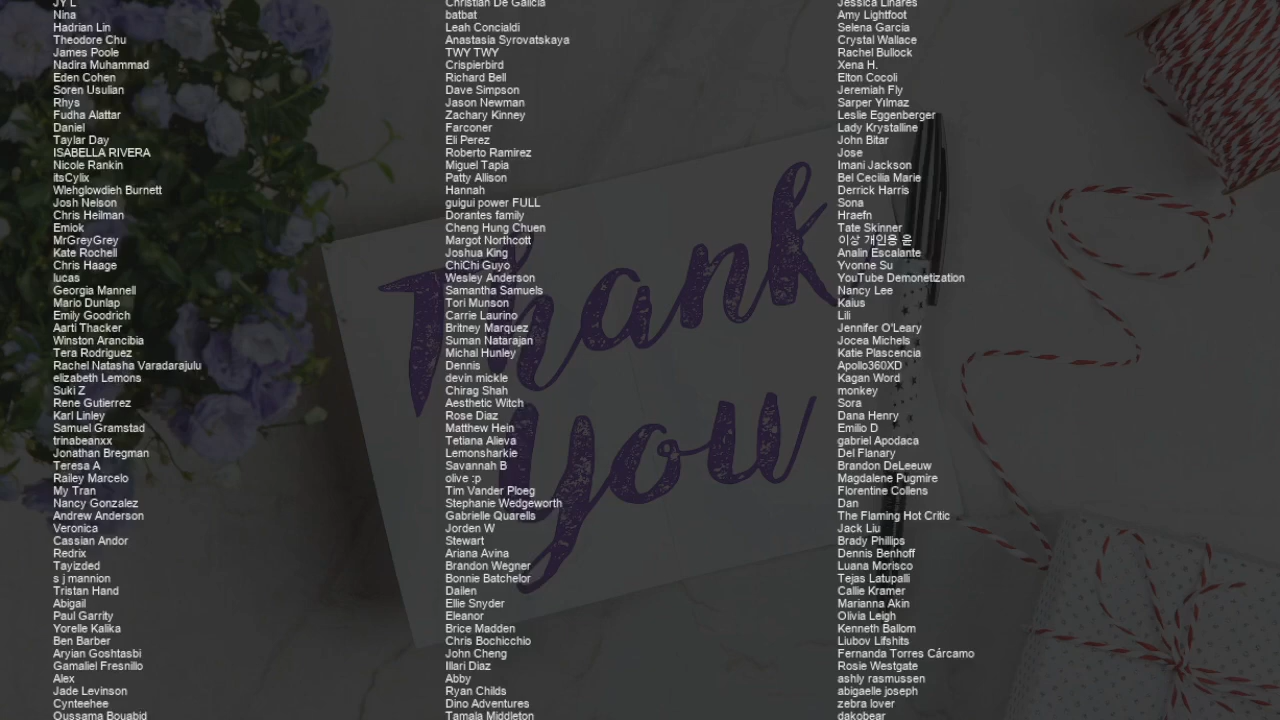 JY L
Nina
Hadrian Lin
Theodore Chu
James Poole
Nadira Muhammad
Eden Cohen
Soren Usulian
Rhys
Fudha Alattar
Daniel
Taylar Day
ISABELLA RIVERA
Nicole Rankin
itsCylix
Wiehglowdieh Burnett
Josh Nelson
Chris Heilman
Emiok
MrGreyGrey
Kate Rochell
Chris Haage
lucas
Georgia Mannell
Mario Dunlap
Emily Goodrich
Aarti Thacker
Winston Arancibia
Tera Rodriguez
Rachel Natasha Varadarajulu
elizabeth Lemons
Suki Z
Rene Gutierrez
Karl Linley
Samuel Gramstad
trinabeanxx
Jonathan Bregman
Teresa A
Railey Marcelo
My Tran
Nancy Gonzalez
Andrew Anderson
Veronica
Cassian Andor
Redrix
Tayizded
s j mannion
Tristan Hand
Abigail
Paul Garrity
Yorelle Kalika
Ben Barber
Aryian Goshtasbi
Gamaliel Fresnillo
Alex
Jade Levinson
Cynteehee
Oussama Bouabid
Christian De Galicia
batbat
Leah Concialdi
Anastasia Syrovatskaya
TWY TWY
Crispierbird
Richard Bell
Dave Simpson
Jason Newman
Zachary Kinney
Farconer
Eli Perez
Roberto Ramirez
Miguel Tapia
Patty Allison
Hannah
guigui power FULL
Dorantes family
Cheng Hung Chuen
Margot Northcott
Joshua King
ChiChi Guyo
Wesley Anderson
Samantha Samuels
Tori Munson
Carrie Laurino
Britney Marquez
Suman Natarajan
Michal Hunley
Dennis
devin mickle
Chirag Shah
Aesthetic Witch
Rose Diaz
Matthew Hein
Tetiana Alieva
Lemonsharkie
Savannah B
olive :p
Tim Vander Ploeg
Stephanie Wedgeworth
Gabrielle Quarells
Jorden W
Stewart
Ariana Avina
Brandon Wegner
Bonnie Batchelor
Dallen
Ellie Snyder
Eleanor
Brice Madden
Chris Bochicchio
John Cheng
Illari Diaz
Abby
Ryan Childs
Dino Adventures
Tamala Middleton
Jessica Linares
Amy Lightfoot
Selena Garcia
Crystal Wallace
Rachel Bullock
Xena H.
Elton Cocoli
Jeremiah Fly
Sarper Yılmaz
Leslie Eggenberger
Lady Krystalline
John Bitar
Jose
Imani Jackson
Bel Cecilia Marie
Derrick Harris
Sona
Hraefn
Tate Skinner
이상 개인용 윤
Analin Escalante
Yvonne Su
YouTube Demonetization
Nancy Lee
Kaius
Lili
Jennifer O'Leary
Jocea Michels
Katie Plascencia
Apollo360XD
Kagan Word
monkey
Sora
Dana Henry
Emilio D
gabriel Apodaca
Del Flanary
Brandon DeLeeuw
Magdalene Pugmire
Florentine Collens
Dan
The Flaming Hot Critic
Jack Liu
Brady Phillips
Dennis Benhoff
Luana Morisco
Tejas Latupalli
Callie Kramer
Marianna Akin
Olivia Leigh
Kenneth Ballom
Liubov Lifshits
Fernanda Torres Cárcamo
Rosie Westgate
ashly rasmussen
abigaelle joseph
zebra lover
dakobear
Thank
you